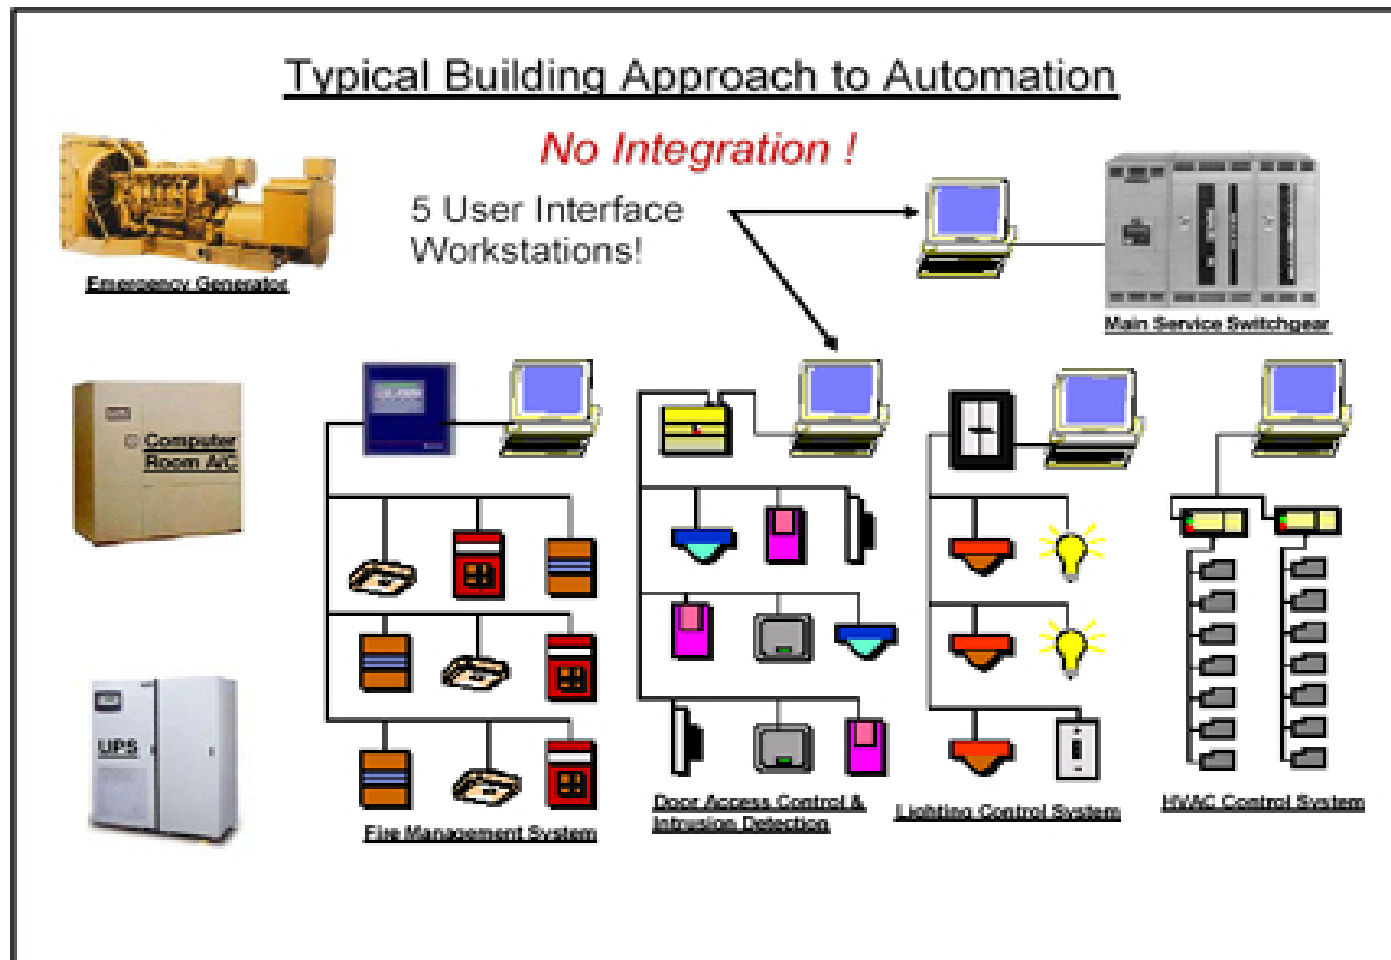 Typical Building Approach to Automation
No Integration !
5 User Interface
Workstations!
Emergency Generator
Main Service Switchgear
© Computer
Room A/C
UPS
Fire Management System
Door Access Control &
Intrusion Detection
Lighting Control System
HVAC Control System